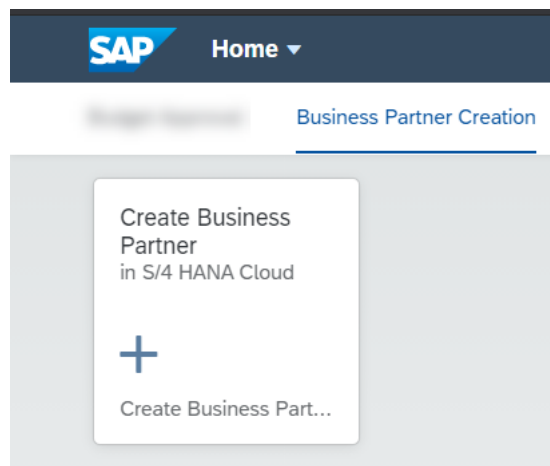 SAP Home
Business Partner Creation
Create Business
Partner
in S/4 HANA Cloud
Create Business Part...